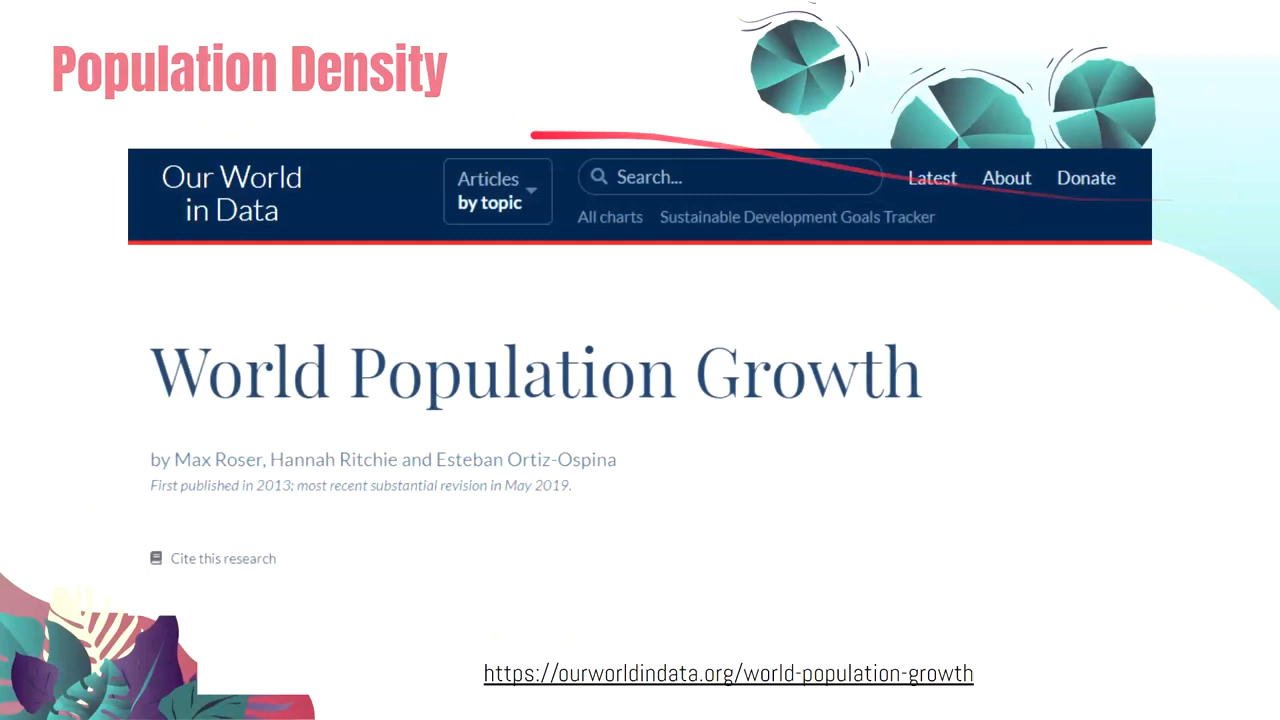 Population Density
Our World
in Data
Articles
by topic
Search...
Latest
About
Donate
All charts
Sustainable Development Goals Tracker
World Population Growth
by Max Roser, Hannah Ritchie and Esteban Ortiz-Ospina
First published in 2013; most recent substantial revision in May 2019.
Cite this research
https://ourworldindata.org/world-population-growth